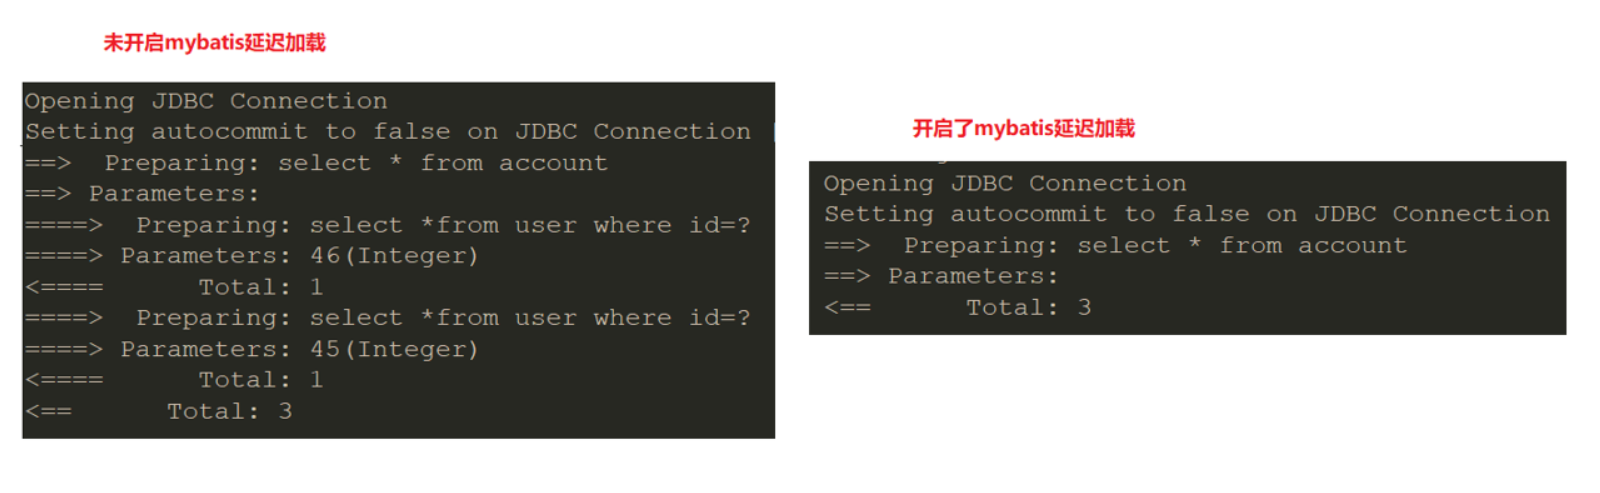 未开启mybatis延迟加载
Opening JDBC Connection
Setting autocommit to false on JDBC Connection
==>  Preparing: select * from account
==> Parameters:
====>  Preparing: select *from user where id=?
====> Parameters: 46(Integer)
<====      Total: 1
====>  Preparing: select *from user where id=?
====> Parameters: 45(Integer)
<====      Total: 1
<==      Total: 3
开启了mybatis延迟加载
Opening JDBC Connection
Setting autocommit to false on JDBC Connection
==>  Preparing: select * from account
==> Parameters:
<==      Total: 3